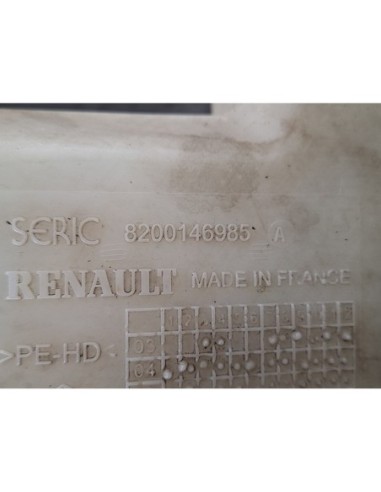 SERIC 8200146985 A
RENAULT MADE IN FRANCE
>PE-HD<
03
04